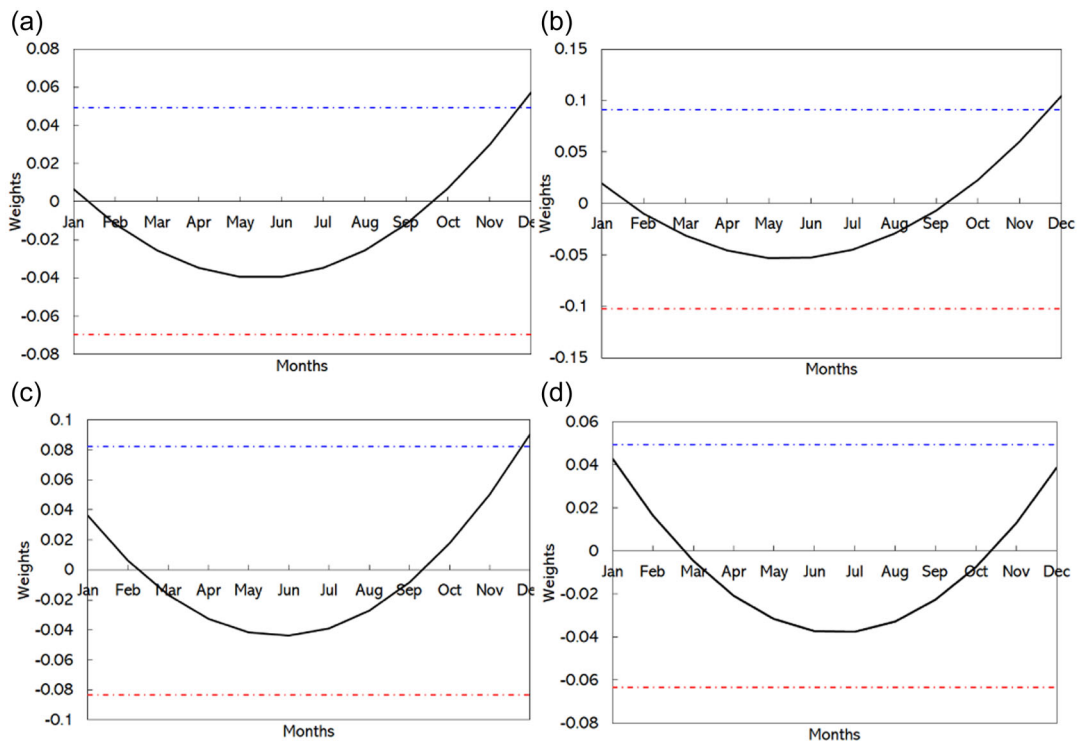 (a)
0.08
0.06
0.04
0.02
0
-0.02
-0.04
-0.06
-0.08
Weights
Jan Feb Mar Apr May Jun Jul Aug Sep Oct Nov De
Months
(b)
0.15
0.1
0.05
0
-0.05
-0.1
-0.15
Weights
Jan Feb Mar Apr May Jun Jul Aug Sep Oct Nov Dec
Months
(c)
0.1
0.08
0.06
0.04
0.02
0
-0.02
-0.04
-0.06
-0.08
-0.1
Weights
Jan Feb Mar Apr May Jun Jul Aug Sep Oct Nov De
Months
(d)
0.06
0.04
0.02
0
-0.02
-0.04
-0.06
-0.08
Weights
Jan Feb Mar Apr May Jun Jul Aug Sep Oct Nov Dec
Months